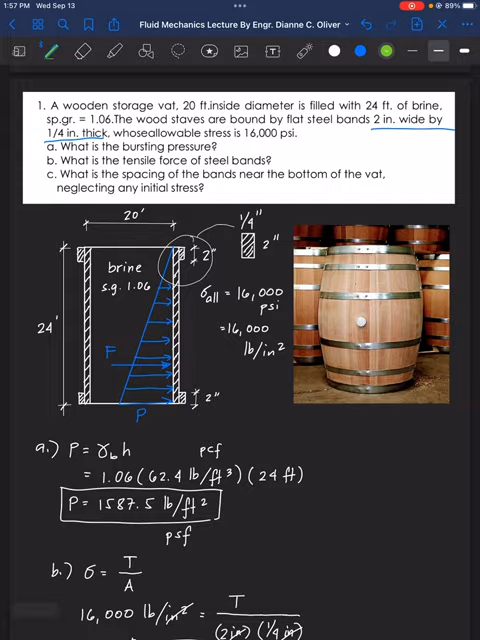 1:57 PM Wed Sep 13
89%
Fluid Mechanics Lecture By Engr. Dianne C. Oliver
1. A wooden storage vat, 20 ft.inside diameter is filled with 24 ft. of brine,
sp.gr. = 1.06.The wood staves are bound by flat steel bands 2 in. wide by
1/4 in. thick, whoseallowable stress is 16,000 psi.
a. What is the bursting pressure?
b. What is the tensile force of steel bands?
c. What is the spacing of the bands near the bottom of the vat,
neglecting any initial stress?
20'
1/4"
2"
2"
brine
s.g. 1.06
σall = 16,000
psi
= 16,000
lb/in²
24'
F
2"
P
a.) P = γb h
pcf
= 1.06 (62.4 lb/ft³) (24 ft)
P = 1587.5 lb/ft²
psf
b.) σ = T
A
16,000 lb/in² = T
(2in) (1/4 in)